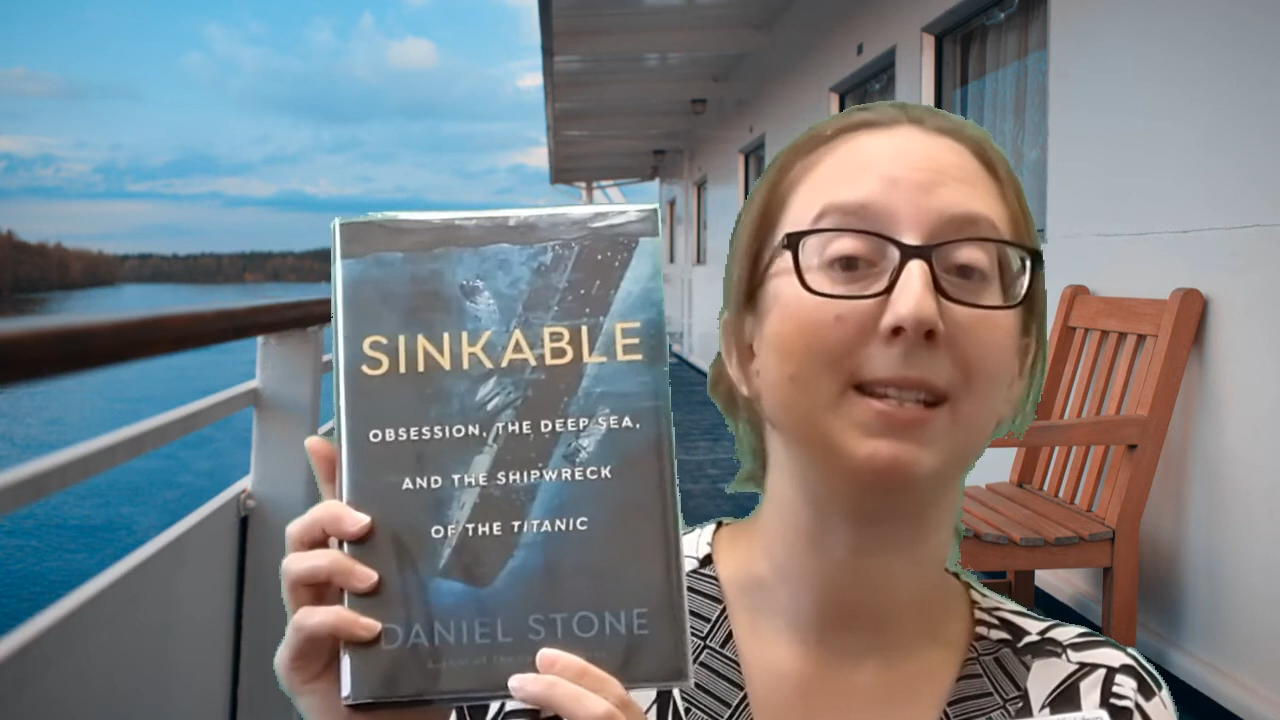 SINKABLE
OBSESSION, THE DEEP SEA,
AND THE SHIPWRECK
OF THE TITANIC
DANIEL STONE